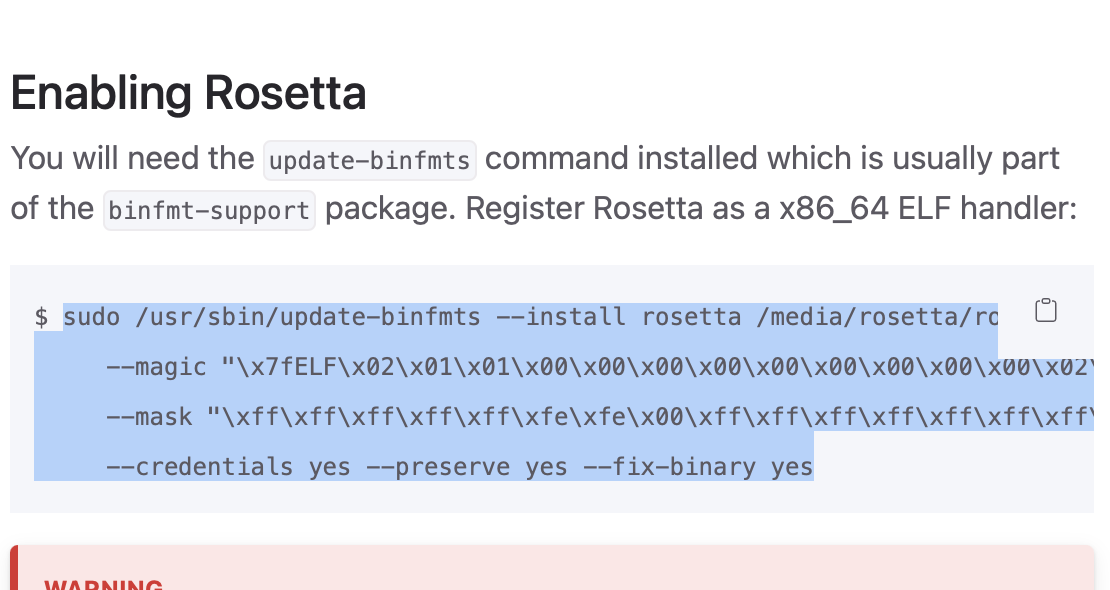 Enabling Rosetta
You will need the update-binfmts command installed which is usually part
of the binfmt-support package. Register Rosetta as a x86_64 ELF handler:
$ sudo /usr/sbin/update-binfmts --install rosetta /media/rosetta/ro
--magic "\x7fELF\x02\x01\x01\x00\x00\x00\x00\x00\x00\x00\x00\x00\x02\
--mask "\xff\xff\xff\xff\xff\xfe\xfe\x00\xff\xff\xff\xff\xff\xff\xff\
--credentials yes --preserve yes --fix-binary yes
WARNING